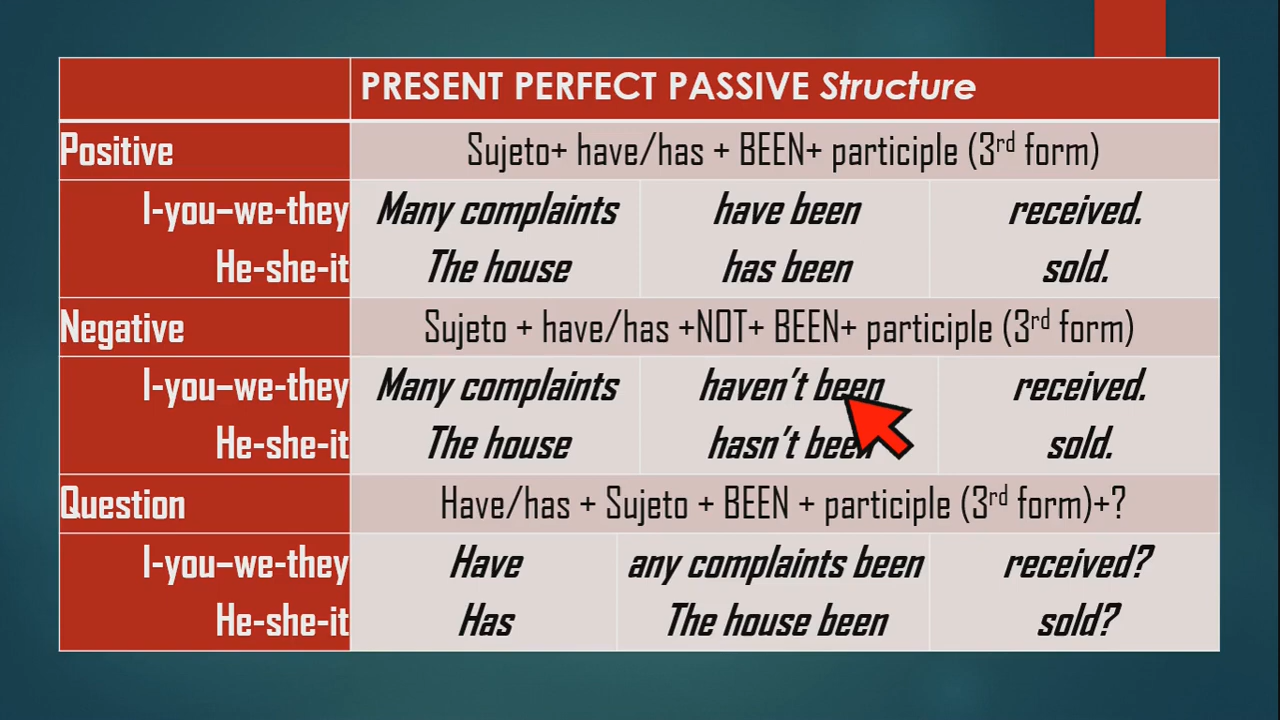 PRESENT PERFECT PASSIVE Structure
Positive Sujeto+ have/has + BEEN+ participle (3rd form)
I-you–we-they Many complaints have been received.
He-she-it The house has been sold.
Negative Sujeto + have/has +NOT+ BEEN+ participle (3rd form)
I-you–we-they Many complaints haven't been received.
He-she-it The house hasn't been sold.
Question Have/has + Sujeto + BEEN + participle (3rd form)+?
I-you–we-they Have any complaints been received?
He-she-it Has The house been sold?